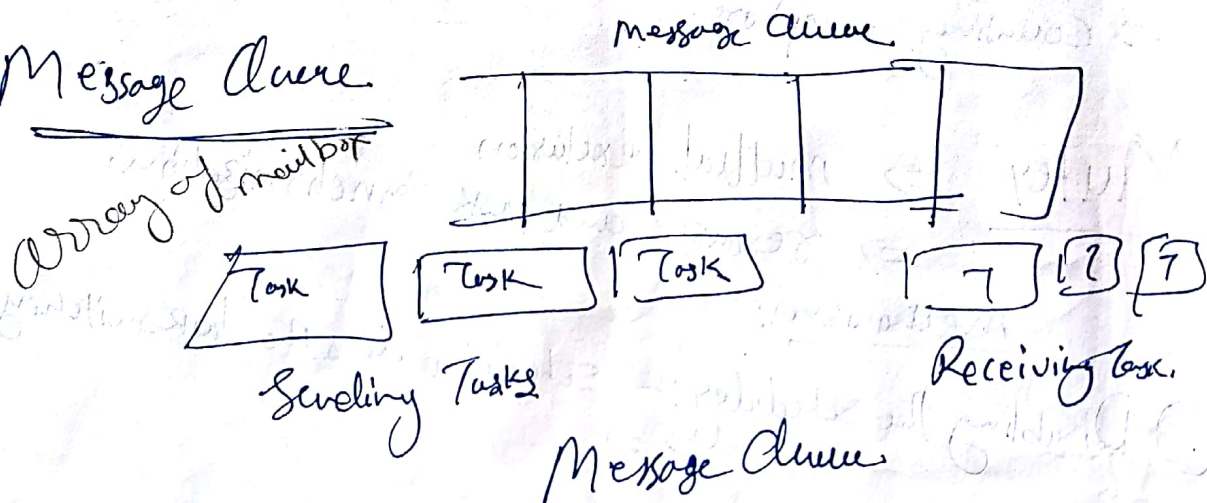 Message Queue
Message Queue
array of mailbox
Task
Task
Task
T
T
Sending Tasks
Receiving Task.
Message Queue